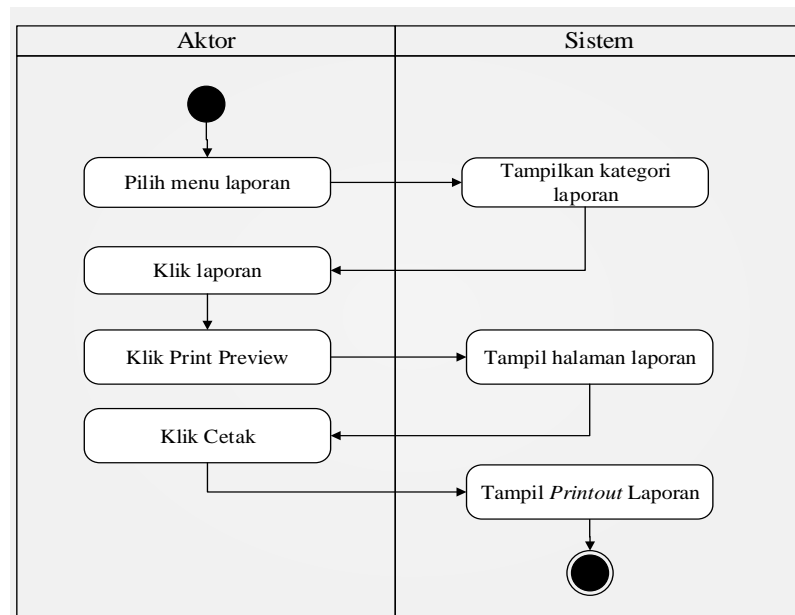 Aktor
Sistem
Pilih menu laporan
Tampilkan kategori
laporan
Klik laporan
Klik Print Preview
Tampil halaman laporan
Klik Cetak
Tampil Printout Laporan